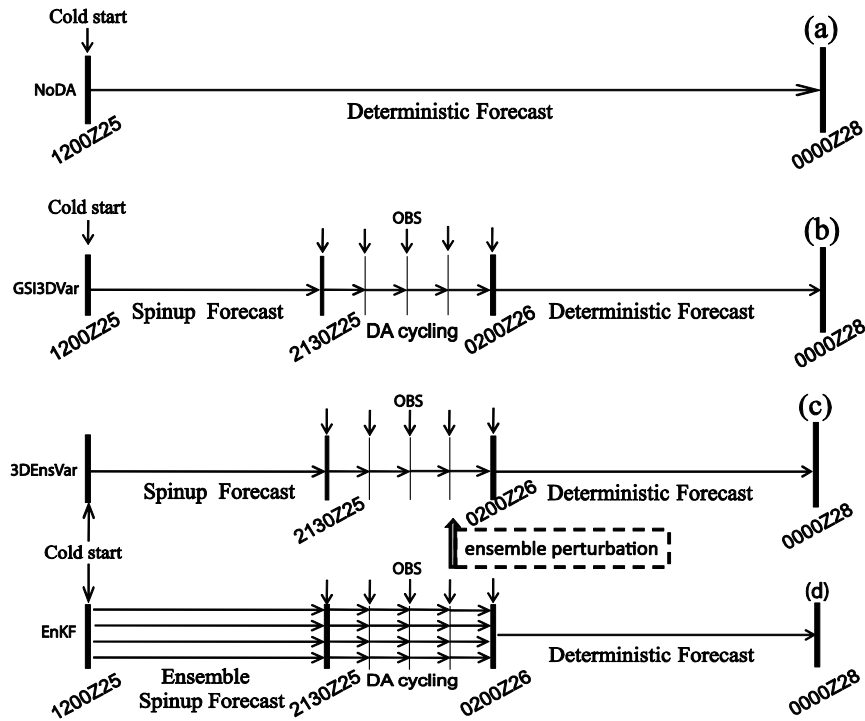 Cold start
(a)
NoDA
Deterministic Forecast
1200Z25
0000Z28
Cold start
(b)
OBS
GSI3DVar
Spinup Forecast
DA cycling
Deterministic Forecast
1200Z25
2130Z25
0200Z26
0000Z28
(c)
OBS
3DEnsVar
Spinup Forecast
Deterministic Forecast
2130Z25
0200Z26
0000Z28
Cold start
ensemble perturbation
OBS
(d)
EnKF
Ensemble
Spinup Forecast
DA cycling
Deterministic Forecast
1200Z25
2130Z25
0200Z26
0000Z28